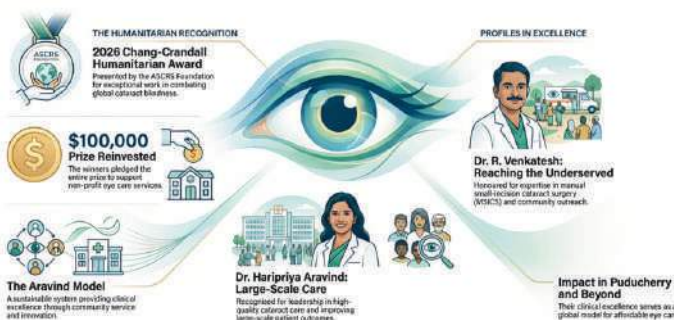 THE HUMANITARIAN RECOGNITION
ASCRS
FOUNDATION
2026 Chang-Crandall
Humanitarian Award
Presented by the ASCRS Foundation
for exceptional work in combating
global cataract blindness.
$100,000
Prize Reinvested
The winners pledged the
entire prize to support
non-profit eye care services.
The Aravind Model
A sustainable system providing clinical
excellence through community service
and innovation.
Dr. Haripriya Aravind:
Large-Scale Care
Recognised for leadership in high-
quality cataract care and improving
large-scale patient outcomes.
PROFILES IN EXCELLENCE
Dr. R. Venkatesh:
Reaching the Underserved
Honoured for expertise in manual
small-incision cataract surgery
(MSICS) and community outreach.
Impact in Puducherry
and Beyond
Their clinical excellence serves as a
global model for affordable eye